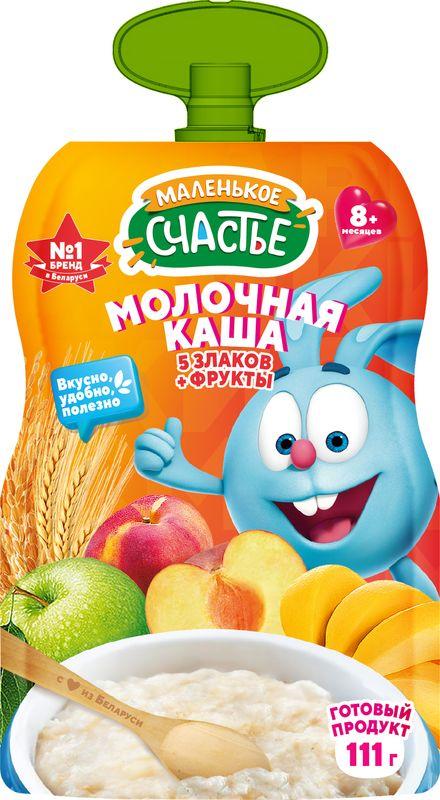 МАЛЕНЬКОЕ
СЧАСТЬЕ
8+
месяцев
№1
БРЕНД
в Беларуси
МОЛОЧНАЯ
КАША
5 ЗЛАКОВ
+ФРУКТЫ
Вкусно,
удобно,
полезно
с из Беларуси
ГОТОВЫЙ
ПРОДУКТ
111 г